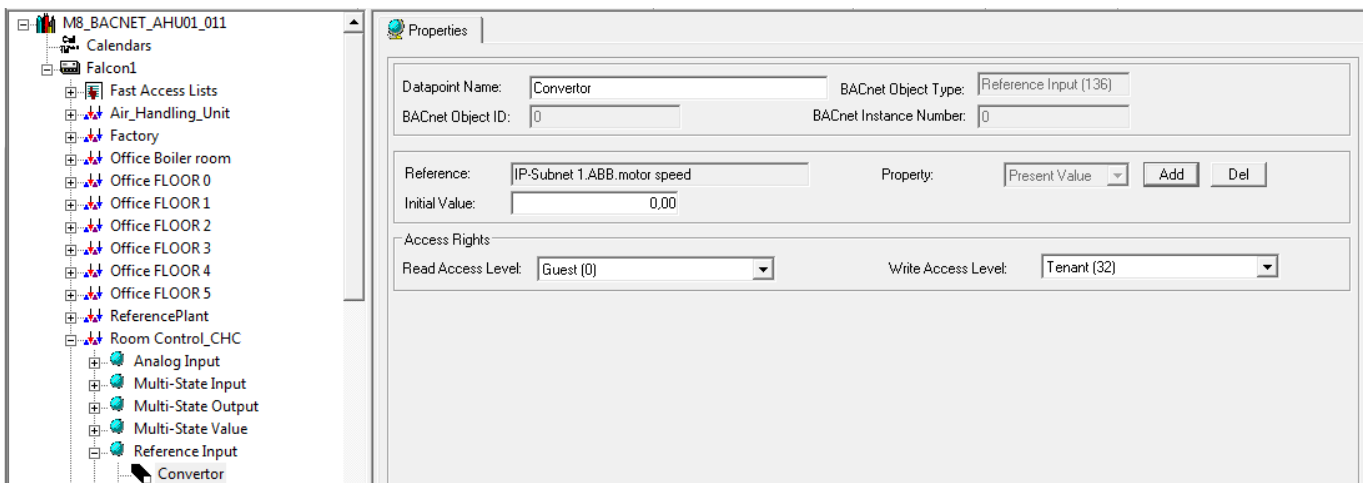 M8_BACNET_AHU01_011
Calendars
Falcon1
Fast Access Lists
Air_Handling_Unit
Factory
Office Boiler room
Office FLOOR 0
Office FLOOR 1
Office FLOOR 2
Office FLOOR 3
Office FLOOR 4
Office FLOOR 5
ReferencePlant
Room Control_CHC
Analog Input
Multi-State Input
Multi-State Output
Multi-State Value
Reference Input
Convertor
Properties
Datapoint Name: Convertor BACnet Object Type: Reference Input (136)
BACnet Object ID: 0 BACnet Instance Number: 0
Reference: IP-Subnet 1.ABB.motor speed Property: Present Value Add Del
Initial Value: 0,00
Access Rights
Read Access Level: Guest (0) Write Access Level: Tenant (32)